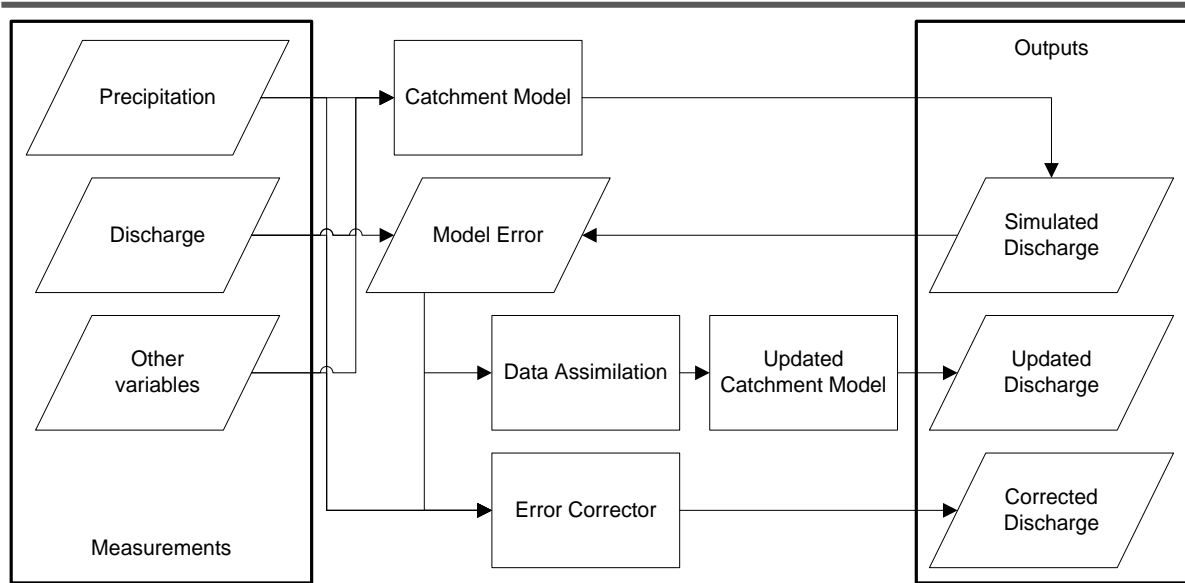 Outputs
Precipitation
Catchment Model
Discharge
Model Error
Simulated
Discharge
Other
variables
Data Assimilation
Updated
Catchment Model
Updated
Discharge
Error Corrector
Corrected
Discharge
Measurements